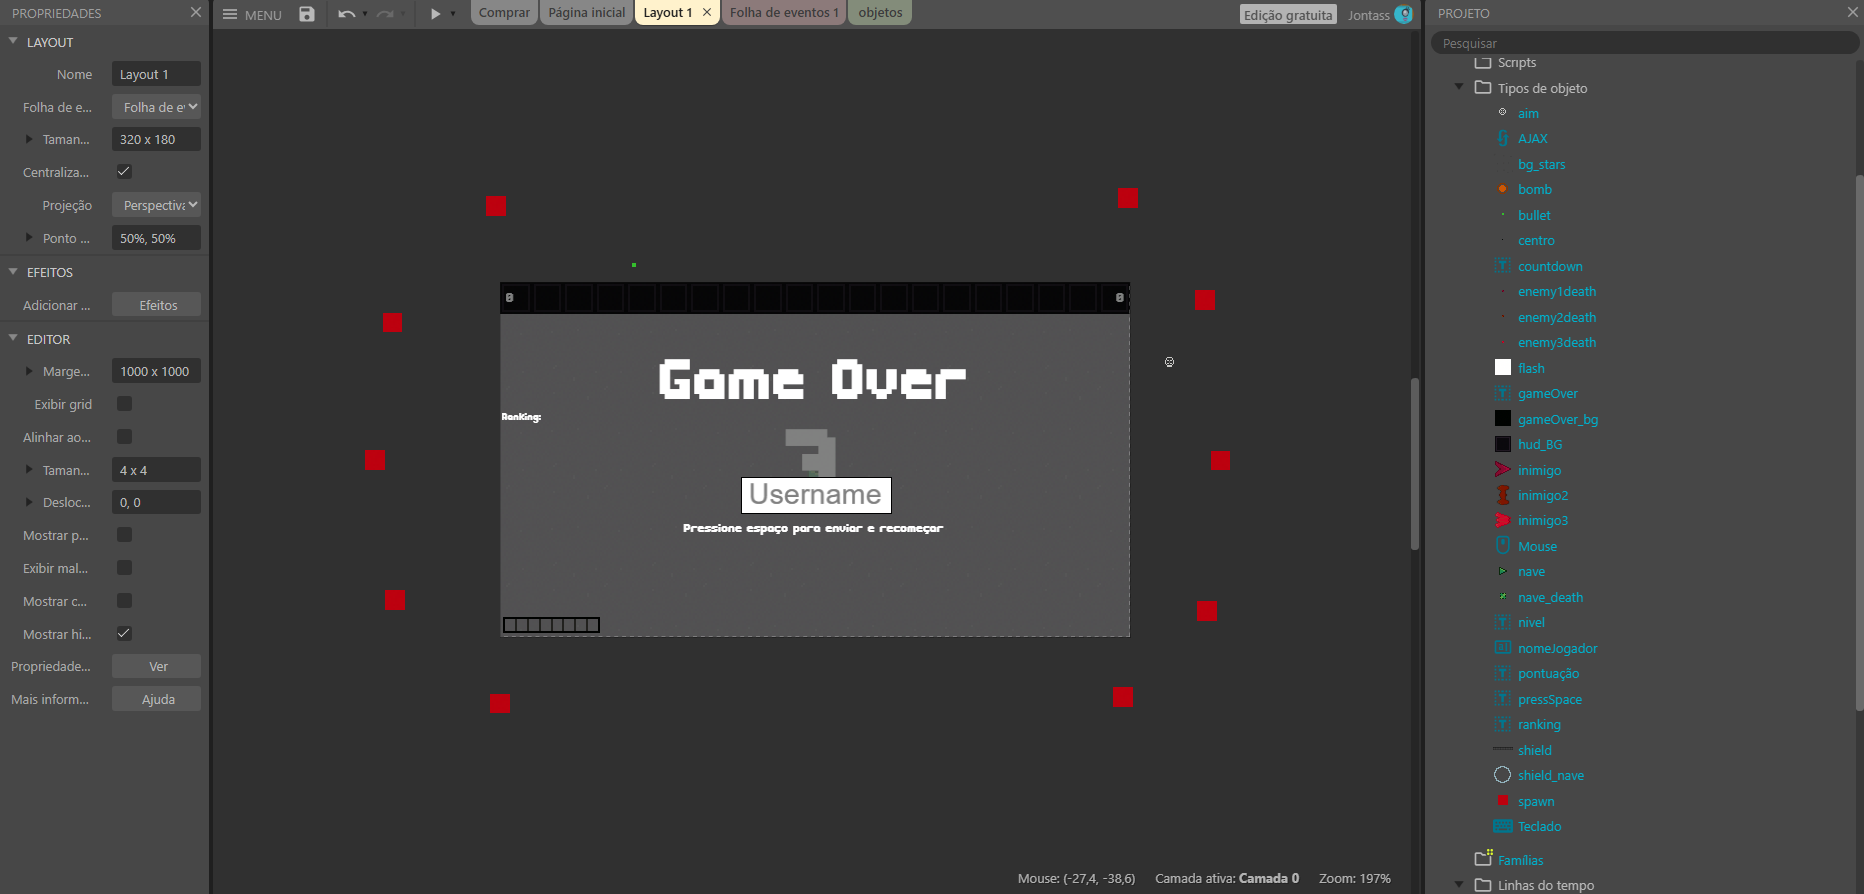 PROPRIEDADES
LAYOUT
Nome
Layout 1
Folha de e...
Folha de e
Taman...
320 x 180
Centraliza...
Projeção
Perspectiva
Ponto ...
50%, 50%
EFEITOS
Adicionar ...
Efeitos
EDITOR
Marge...
1000 x 1000
Exibir grid
Alinhar ao...
Taman...
4 x 4
Desloc...
0, 0
Mostrar p...
Exibir mal...
Mostrar c...
Mostrar hi...
Propriedade...
Ver
Mais inform...
Ajuda
MENU
Comprar
Página inicial
Layout 1
Folha de eventos 1
objetos
Edição gratuita
Jontass
0
0
Game Over
Ranking:
3
Username
Pressione espaço para enviar e recomeçar
Mouse: (-27,4, -38,6)
Camada ativa: Camada 0
Zoom: 197%
PROJETO
Pesquisar
Scripts
Tipos de objeto
aim
AJAX
bg_stars
bomb
bullet
centro
countdown
enemy1death
enemy2death
enemy3death
flash
gameOver
gameOver_bg
hud_BG
inimigo
inimigo2
inimigo3
Mouse
nave
nave_death
nivel
nomeJogador
pontuação
pressSpace
ranking
shield
shield_nave
spawn
Teclado
Famílias
Linhas do tempo